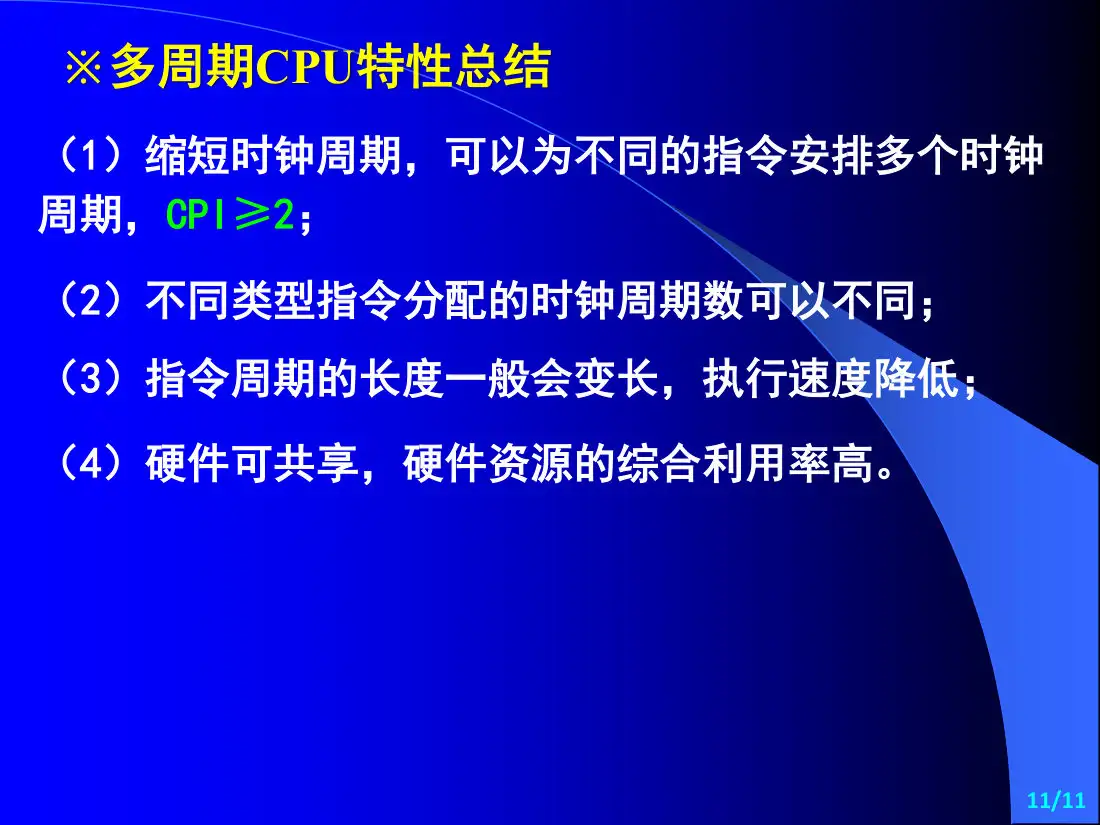 ※多周期CPU特性总结
（1）缩短时钟周期，可以为不同的指令安排多个时钟
周期，CPI≥2；
（2）不同类型指令分配的时钟周期数可以不同；
（3）指令周期的长度一般会变长，执行速度降低；
（4）硬件可共享，硬件资源的综合利用率高。
11/11